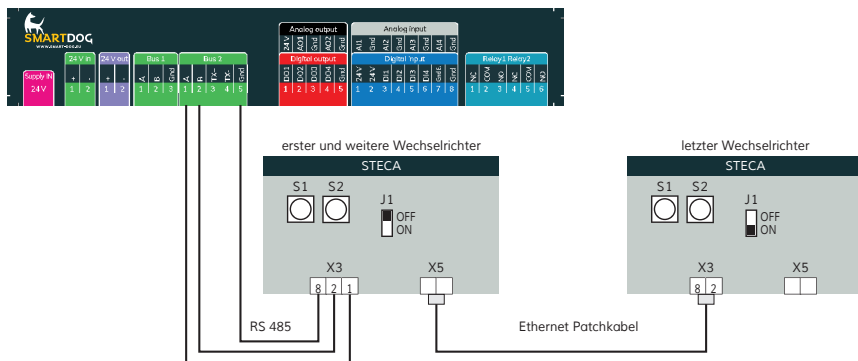 Analog output
Analog input
24V AO1 Gnd AO2 Gnd
AI1 Gnd AI2 Gnd AI3 Gnd AI4 Gnd
SMARTDOG
WWW.SMART-DOG.EU
24 V in
24 V out
Bus 1
Bus 2
Digital output
Digital input
Relay1 Relay2
Supply IN
24 V
+ -
+ -
A B Gnd
A B TX+ TX- Gnd
DO1 DO2 DO3 DO4 Gnd
24V 24V DI1 DI2 DI3 DI4 Gnd
NC COM NO NC COM NO
1 2
1 2
1 2 3
1 2 3 4 5
1 2 3 4 5
1 2 3 4 5 6 7 8
1 2 3 4 5 6
erster und weitere Wechselrichter
STECA
S1 S2
J1
OFF
ON
X3
X5
8 2 1
letzter Wechselrichter
STECA
S1 S2
J1
OFF
ON
X3
X5
8 2
RS 485
Ethernet Patchkabel